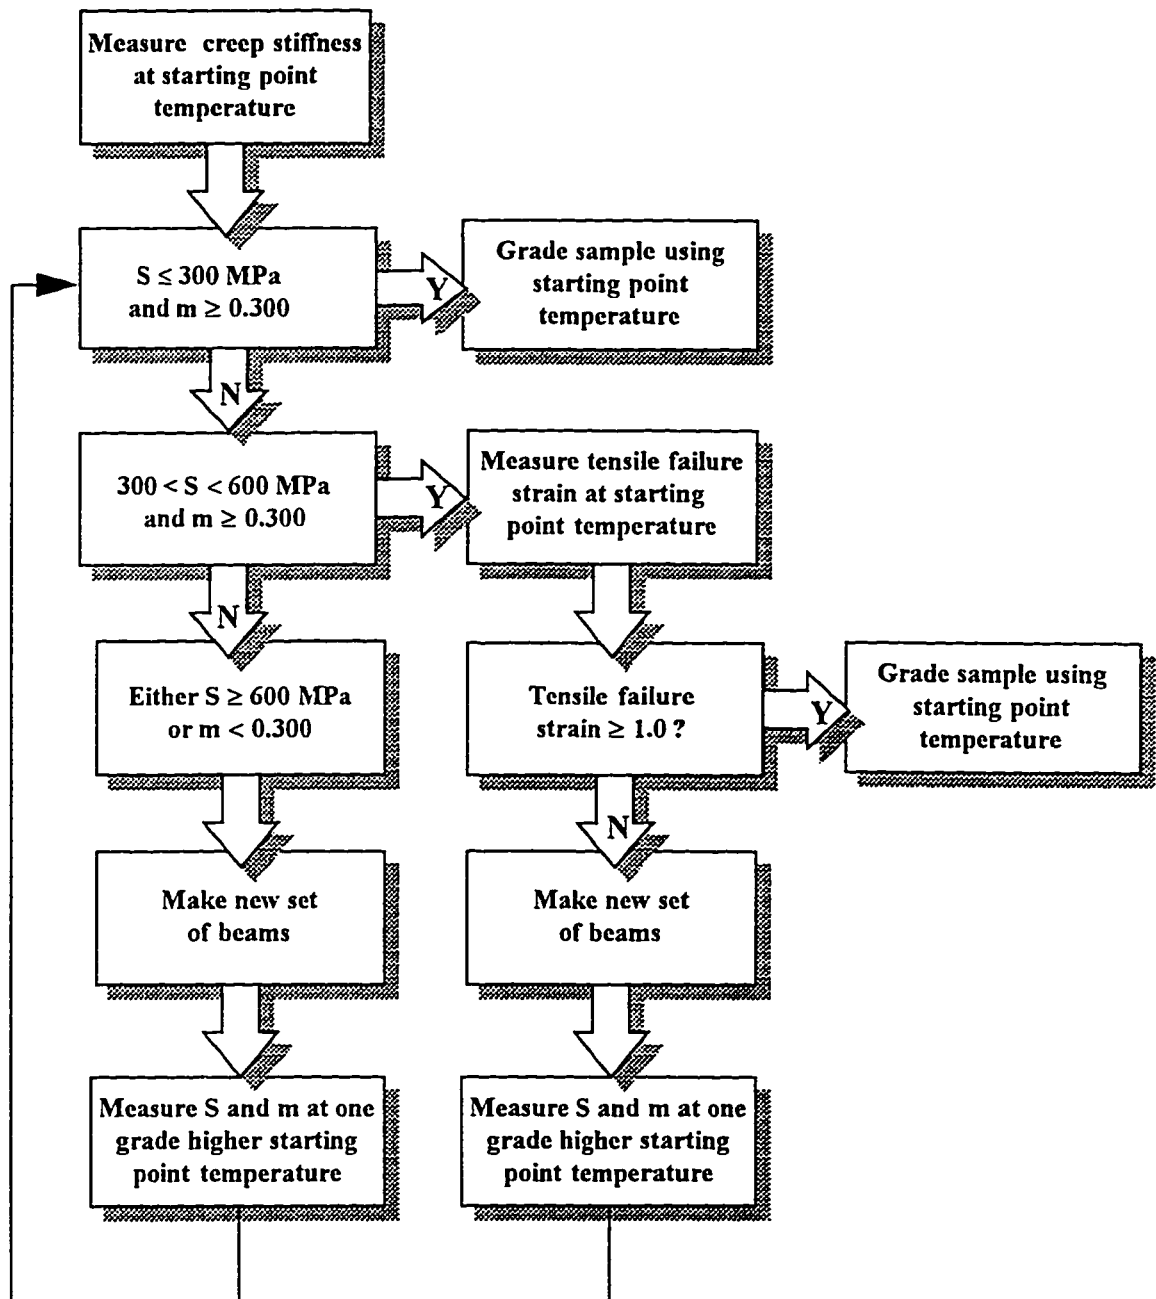 Measure creep stiffness
at starting point
temperature
S ≤ 300 MPa
and m ≥ 0.300
Y
Grade sample using
starting point
temperature
N
300 < S < 600 MPa
and m ≥ 0.300
Y
Measure tensile failure
strain at starting
point temperature
N
Either S ≥ 600 MPa
or m < 0.300
Tensile failure
strain ≥ 1.0 ?
Y
Grade sample using
starting point
temperature
N
Make new set
of beams
Make new set
of beams
Measure S and m at one
grade higher starting
point temperature
Measure S and m at one
grade higher starting
point temperature